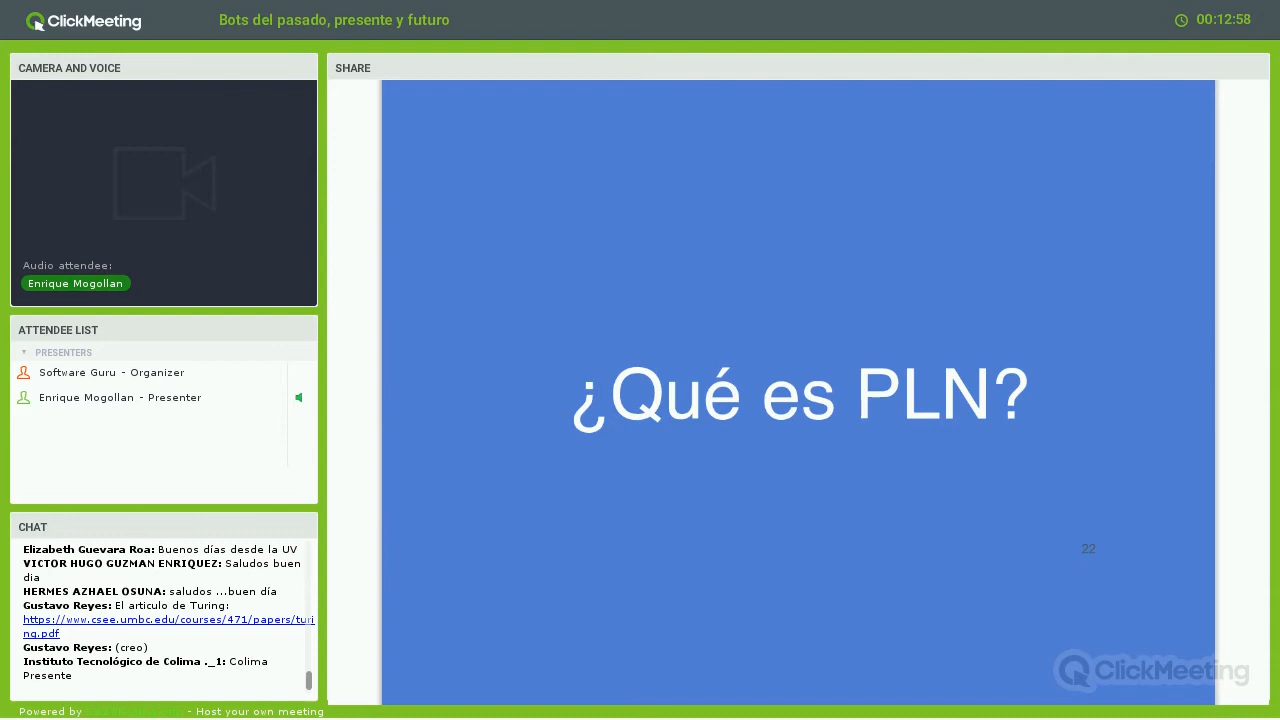 ClickMeeting
Bots del pasado, presente y futuro
00:12:58
CAMERA AND VOICE
Audio attendee:
Enrique Mogollan
ATTENDEE LIST
PRESENTERS
Software Guru - Organizer
Enrique Mogollan - Presenter
CHAT
Elizabeth Guevara Roa: Buenos días desde la UV
VICTOR HUGO GUZMAN ENRIQUEZ: Saludos buen
dia
HERMES AZHAEL OSUNA: saludos ...buen día
Gustavo Reyes: El articulo de Turing:
https://www.csee.umbc.edu/courses/471/papers/turi
ng.pdf
Gustavo Reyes: (creo)
Instituto Tecnológico de Colima ._1: Colima
Presente
Powered by - Host your own meeting
SHARE
¿Qué es PLN?
22
ClickMeeting